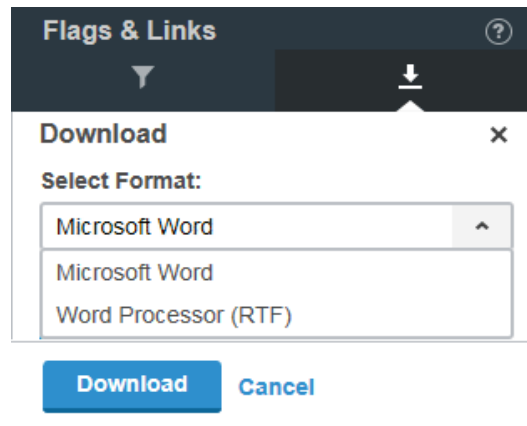 Flags & Links ?
Download ×
Select Format:
Microsoft Word
Microsoft Word
Word Processor (RTF)
Download Cancel